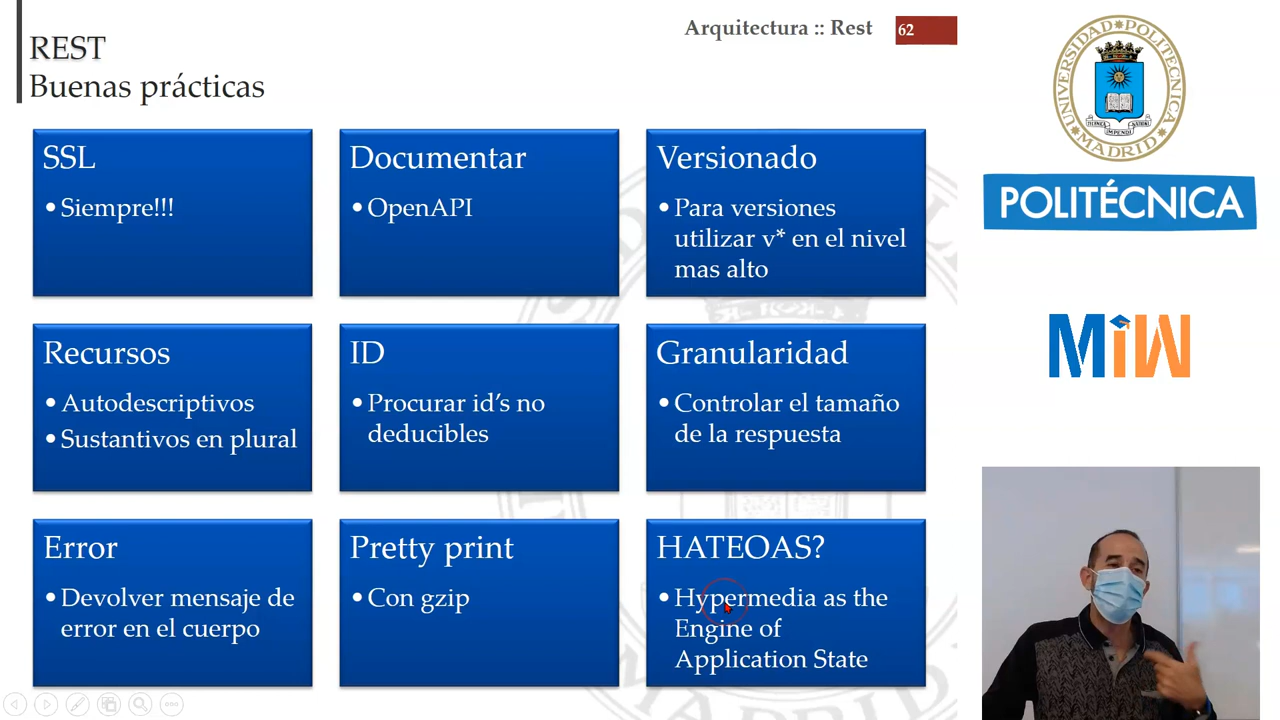 Arquitectura :: Rest
62
REST
Buenas prácticas
SSL
• Siempre!!!
Documentar
• OpenAPI
Versionado
• Para versiones
utilizar v* en el nivel
mas alto
Recursos
• Autodescriptivos
• Sustantivos en plural
ID
• Procurar id’s no
deducibles
Granularidad
• Controlar el tamaño
de la respuesta
Error
• Devolver mensaje de
error en el cuerpo
Pretty print
• Con gzip
HATEOAS?
• Hypermedia as the
Engine of
Application State
UNIVERSIDAD POLITECNICA
MADRID
POLITÉCNICA
MiW